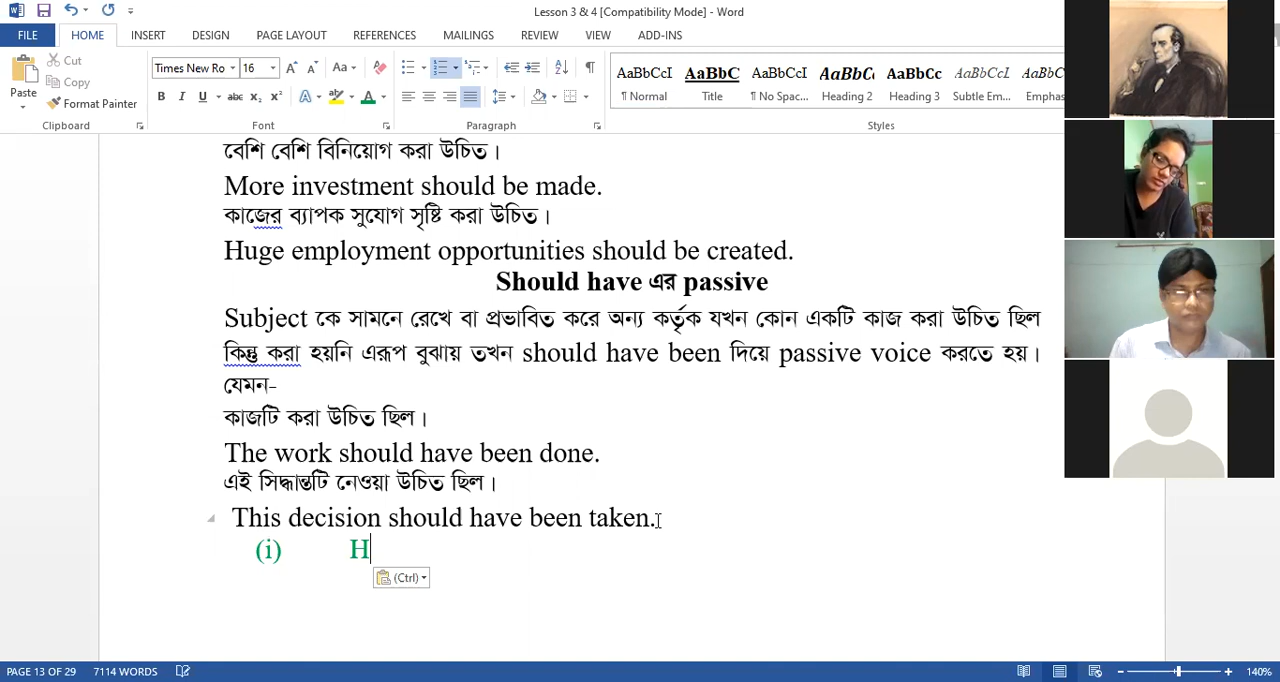 Lesson 3 & 4 [Compatibility Mode] - Word
FILE HOME INSERT DESIGN PAGE LAYOUT REFERENCES MAILINGS REVIEW VIEW ADD-INS
Cut
Copy
Format Painter
Paste
Clipboard
Times New Ro 16
Font
Paragraph
AaBbCcI AaBbC AaBbCcI AaBbC AaBbCc AaBbCcL AaBbC
¶ Normal Title ¶ No Spac... Heading 2 Heading 3 Subtle Em... Emphas
Styles
বেশি বেশি বিনিয়োগ করা উচিত।
More investment should be made.
কাজের ব্যাপক সুযোগ সৃষ্টি করা উচিত।
Huge employment opportunities should be created.
Should have এর passive
Subject কে সামনে রেখে বা প্রভাবিত করে অন্য কর্তৃক যখন কোন একটি কাজ করা উচিত ছিল
কিন্তু করা হয়নি এরূপ বুঝায় তখন should have been দিয়ে passive voice করতে হয়।
যেমন-
কাজটি করা উচিত ছিল।
The work should have been done.
এই সিদ্ধান্তটি নেওয়া উচিত ছিল।
This decision should have been taken.
(i) H
(Ctrl)
PAGE 13 OF 29 7114 WORDS 140%